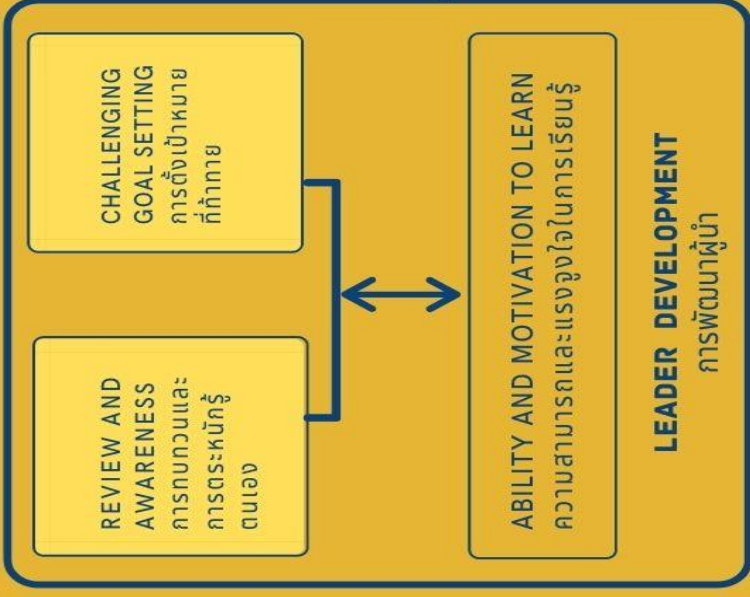 REVIEW AND
AWARENESS
การทบทวนและ
การตระหนักรู้
ตนเอง
CHALLENGING
GOAL SETTING
การตั้งเป้าหมาย
ที่ท้าทาย
ABILITY AND MOTIVATION TO LEARN
ความสามารถและแรงจูงใจในการเรียนรู้
LEADER DEVELOPMENT
การพัฒนาผู้นำ